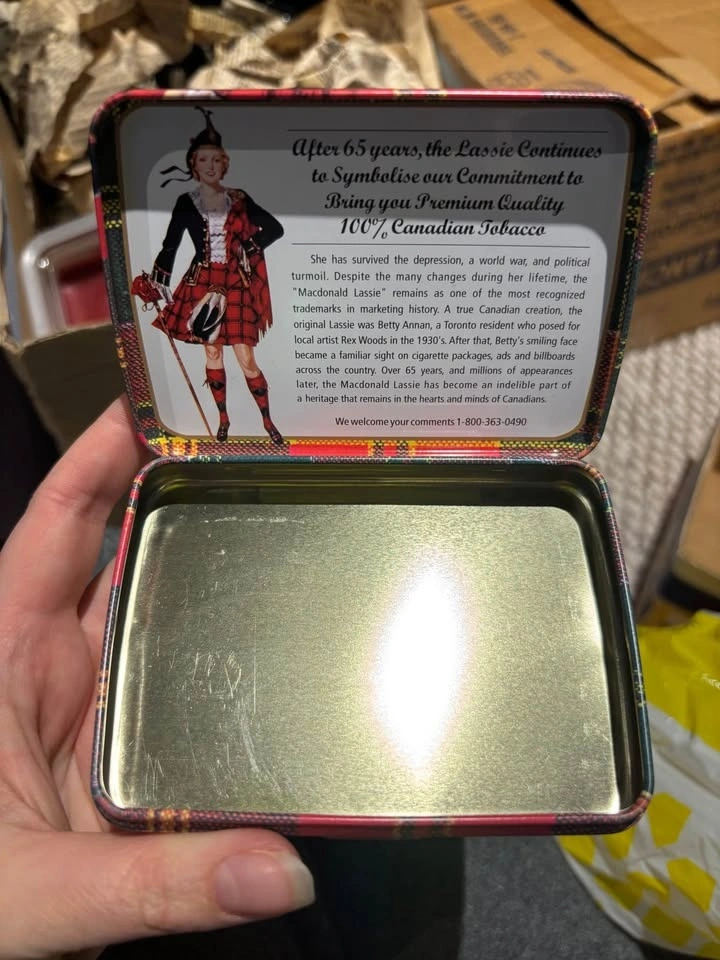 After 65 years, the Lassie Continues
to Symbolise our Commitment to
Bring you Premium Quality
100% Canadian Tobacco
She has survived the depression, a world war, and political
turmoil. Despite the many changes during her lifetime, the
"Macdonald Lassie" remains as one of the most recognized
trademarks in marketing history. A true Canadian creation, the
original Lassie was Betty Annan, a Toronto resident who posed for
local artist Rex Woods in the 1930's. After that, Betty's smiling face
became a familiar sight on cigarette packages, ads and billboards
across the country. Over 65 years, and millions of appearances
later, the Macdonald Lassie has become an indelible part of
a heritage that remains in the hearts and minds of Canadians.
We welcome your comments 1-800-363-0490